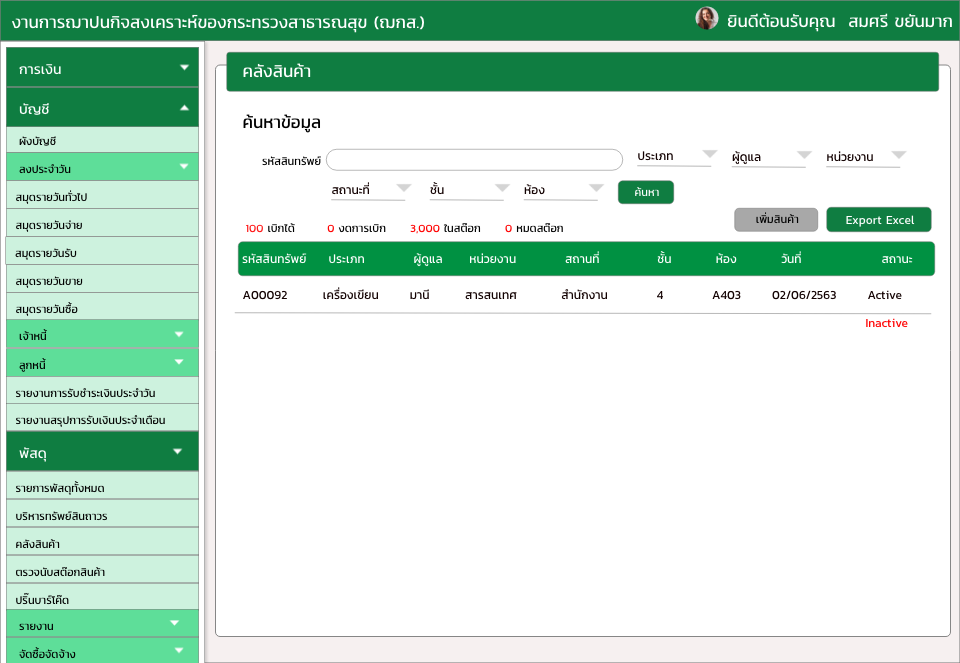 งานการฌาปนกิจสงเคราะห์ของกระทรวงสาธารณสุข (ฌกส.)
ยินดีต้อนรับคุณ สมศรี ขยันมาก
การเงิน
บัญชี
ผังบัญชี
ลงประจำวัน
สมุดรายวันทั่วไป
สมุดรายวันจ่าย
สมุดรายวันรับ
สมุดรายวันขาย
สมุดรายวันซื้อ
เจ้าหนี้
ลูกหนี้
รายงานการรับชำระเงินประจำวัน
รายงานสรุปการรับเงินประจำเดือน
พัสดุ
รายการพัสดุทั้งหมด
บริหารทรัพย์สินถาวร
คลังสินค้า
ตรวจนับสต๊อกสินค้า
ปริ้นบาร์โค๊ด
รายงาน
จัดซื้อจัดจ้าง
คลังสินค้า
ค้นหาข้อมูล
รหัสสินทรัพย์ ประเภท ผู้ดูแล หน่วยงาน
สถานะที่ ชั้น ห้อง ค้นหา
เพิ่มสินค้า Export Excel
100 เบิกได้ 0 งดการเบิก 3,000 ในสต๊อก 0 หมดสต๊อก
รหัสสินทรัพย์ ประเภท ผู้ดูแล หน่วยงาน สถานที่ ชั้น ห้อง วันที่ สถานะ
A00092 เครื่องเขียน มานี สารสนเทศ สำนักงาน 4 A403 02/06/2563 Active
Inactive